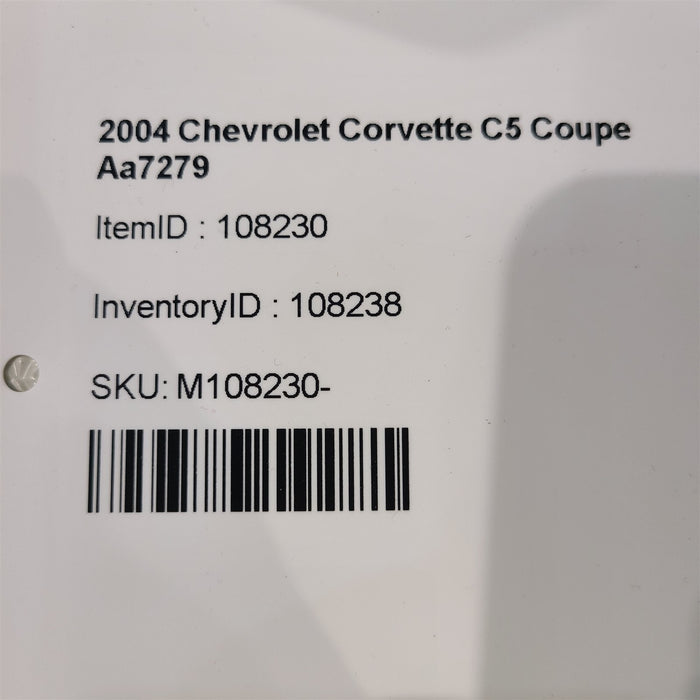 2004 Chevrolet Corvette C5 Coupe
Aa7279
ItemID : 108230
InventoryID : 108238
SKU: M108230-